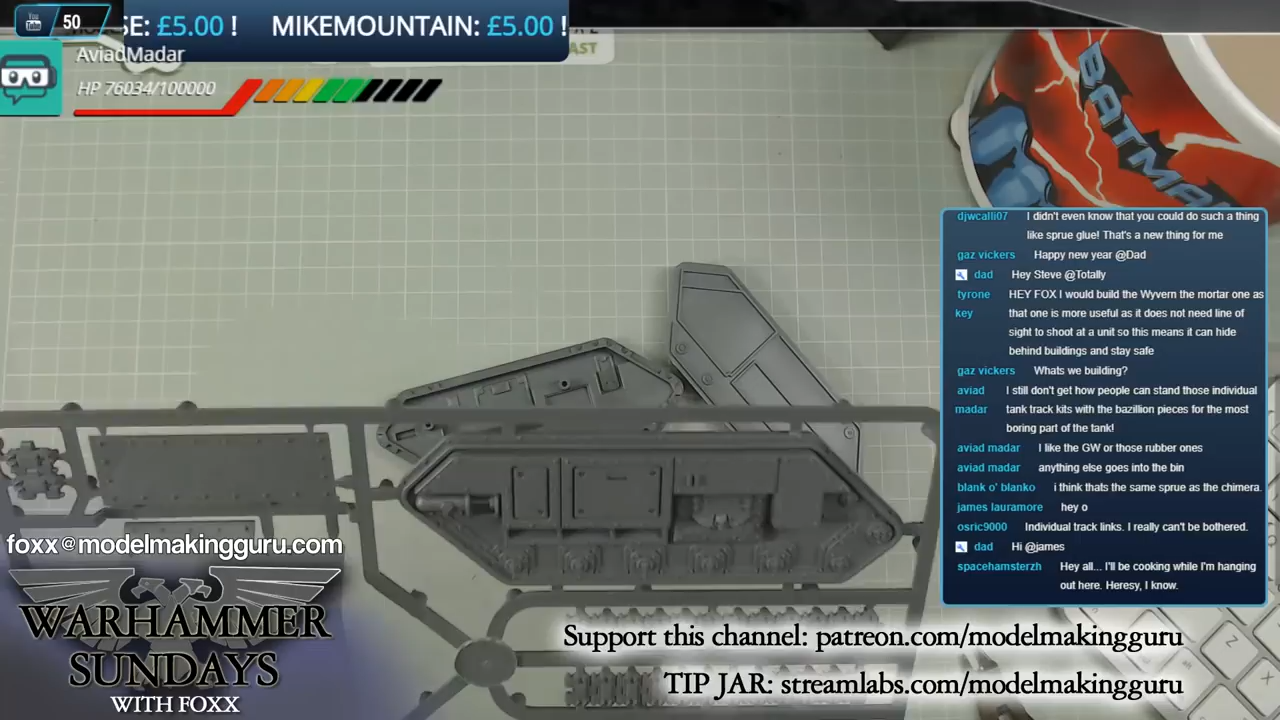 You Tube
50
SE: £5.00 ! MIKEMOUNTAIN: £5.00 !
AST
AviadMadar
HP 76034/100000
BATMAN
djwcalli07 I didn't even know that you could do such a thing
like sprue glue! That's a new thing for me
gaz vickers Happy new year @Dad
dad Hey Steve @Totally
tyrone HEY FOX I would build the Wyvern the mortar one as
key that one is more useful as it does not need line of
sight to shoot at a unit so this means it can hide
behind buildings and stay safe
gaz vickers Whats we building?
aviad I still don't get how people can stand those individual
madar tank track kits with the bazillion pieces for the most
boring part of the tank!
aviad madar I like the GW or those rubber ones
aviad madar anything else goes into the bin
blank o' blanko i think thats the same sprue as the chimera.
james lauramore hey o
osric9000 Individual track links. I really can't be bothered.
dad Hi @james
spacehamsterzh Hey all... I'll be cooking while I'm hanging
out here. Heresy, I know.
foxx@modelmakingguru.com
WARHAMMER
SUNDAYS
WITH FOXX
Support this channel: patreon.com/modelmakingguru
TIP JAR: streamlabs.com/modelmakingguru
Z
X